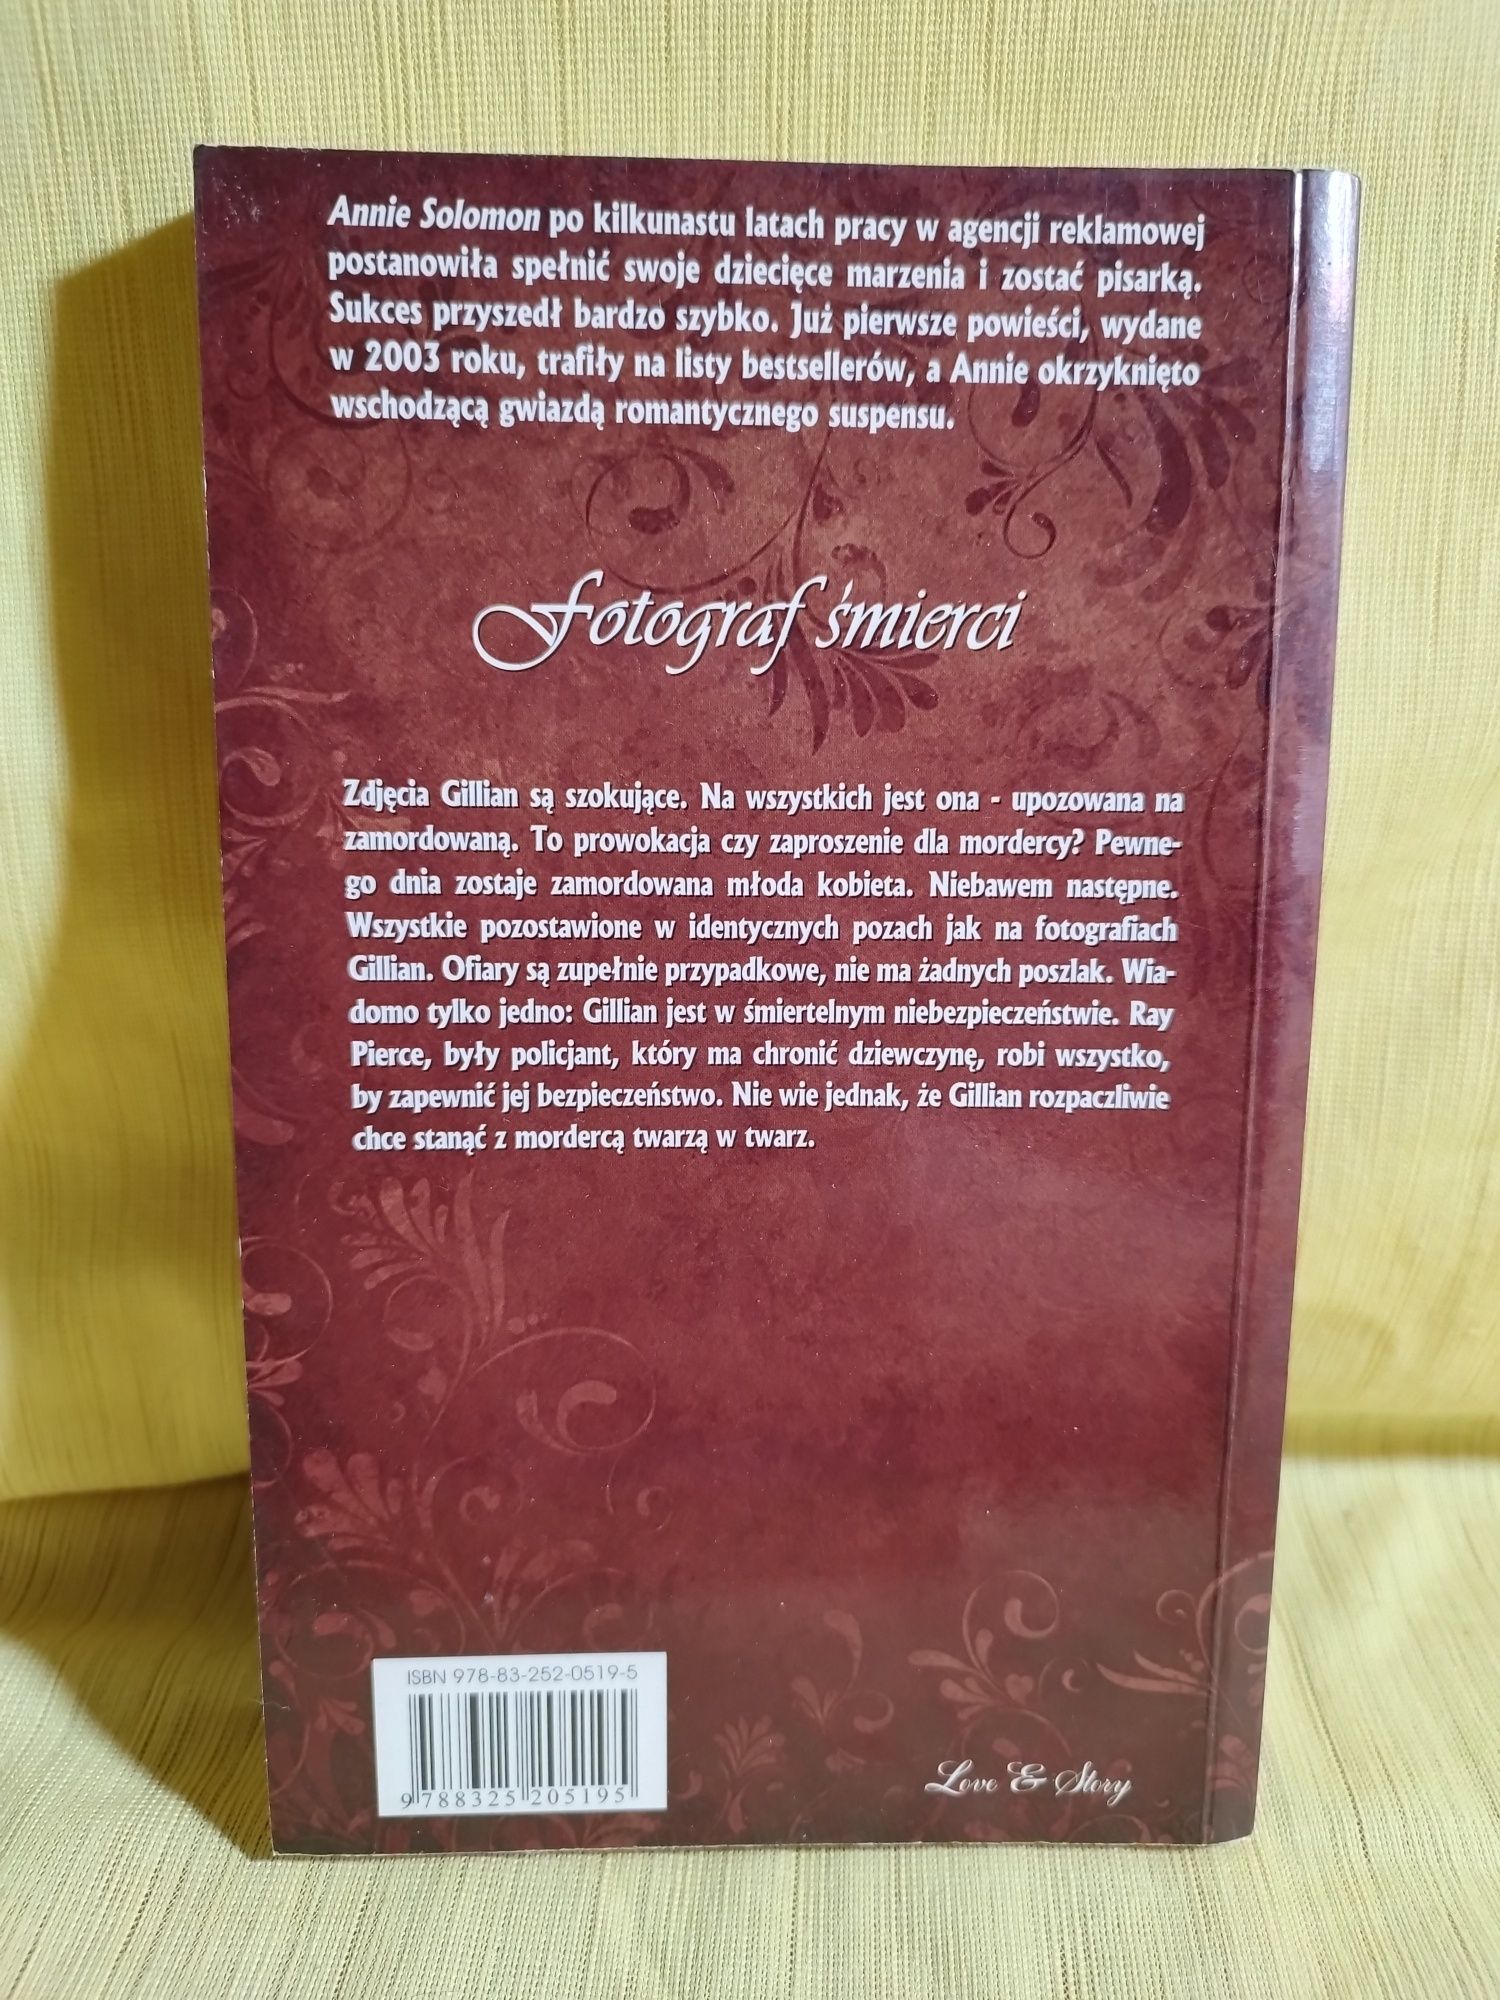 Annie Solomon po kilkunastu latach pracy w agencji reklamowej
postanowiła spełnić swoje dziecięce marzenia i zostać pisarką.
Sukces przyszedł bardzo szybko. Już pierwsze powieści, wydane
w 2003 roku, trafiły na listy bestsellerów, a Annie okrzyknięto
wschodzącą gwiazdą romantycznego suspensu.
Fotograf śmierci
Zdjęcia Gillian są szokujące. Na wszystkich jest ona - upozowana na
zamordowaną. To prowokacja czy zaproszenie dla mordercy? Pewne-
go dnia zostaje zamordowana młoda kobieta. Niebawem następne.
Wszystkie pozostawione w identycznych pozach jak na fotografiach
Gillian. Ofiary są zupełnie przypadkowe, nie ma żadnych poszlak. Wia-
domo tylko jedno: Gillian jest w śmiertelnym niebezpieczeństwie. Ray
Pierce, były policjant, który ma chronić dziewczynę, robi wszystko,
by zapewnić jej bezpieczeństwo. Nie wie jednak, że Gillian rozpaczliwie
chce stanąć z mordercą twarzą w twarz.
ISBN 978-83-252-0519-5
9 788325 205195
Love & Story